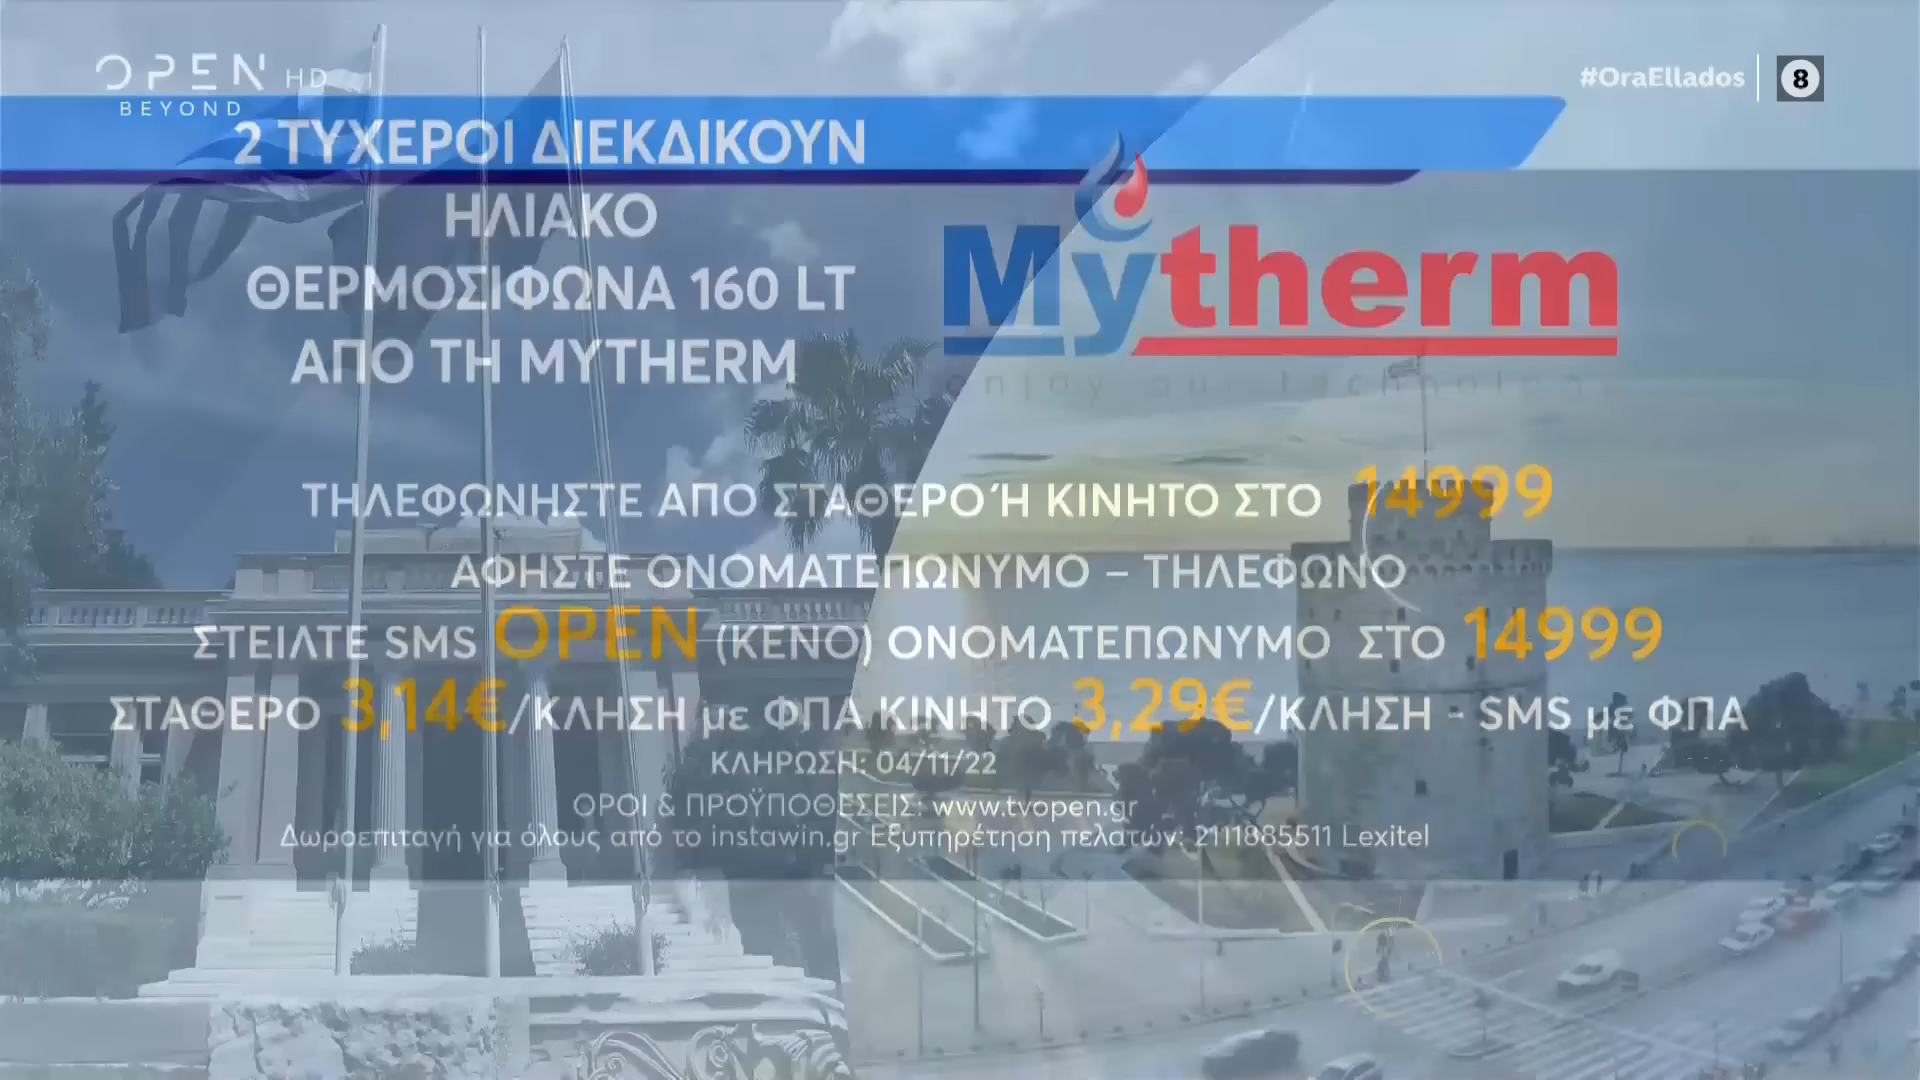 OPEN HD
BEYOND
#OraEllados
8
2 ΤΥΧΕΡΟΙ ΔΙΕΚΔΙΚΟΥΝ
ΗΛΙΑΚΟ
ΘΕΡΜΟΣΙΦΩΝΑ 160 LT
ΑΠΟ ΤΗ MYTHERM
Mytherm
enjoy our technology
ΤΗΛΕΦΩΝΗΣΤΕ ΑΠΟ ΣΤΑΘΕΡΟ Ή ΚΙΝΗΤΟ ΣΤΟ 14999
ΑΦΗΣΤΕ ΟΝΟΜΑΤΕΠΩΝΥΜΟ – ΤΗΛΕΦΩΝΟ
ΣΤΕΙΛΤΕ SMS OPEN (ΚΕΝΟ) ΟΝΟΜΑΤΕΠΩΝΥΜΟ ΣΤΟ 14999
ΣΤΑΘΕΡΟ 3,14€/ΚΛΗΣΗ με ΦΠΑ ΚΙΝΗΤΟ 3,29€/ΚΛΗΣΗ - SMS με ΦΠΑ
ΚΛΗΡΩΣΗ: 04/11/22
ΟΡΟΙ & ΠΡΟΫΠΟΘΕΣΕΙΣ: www.tvopen.gr
Δωροεπιταγή για όλους από το instawin.gr Εξυπηρέτηση πελατών: 2111885511 Lexitel